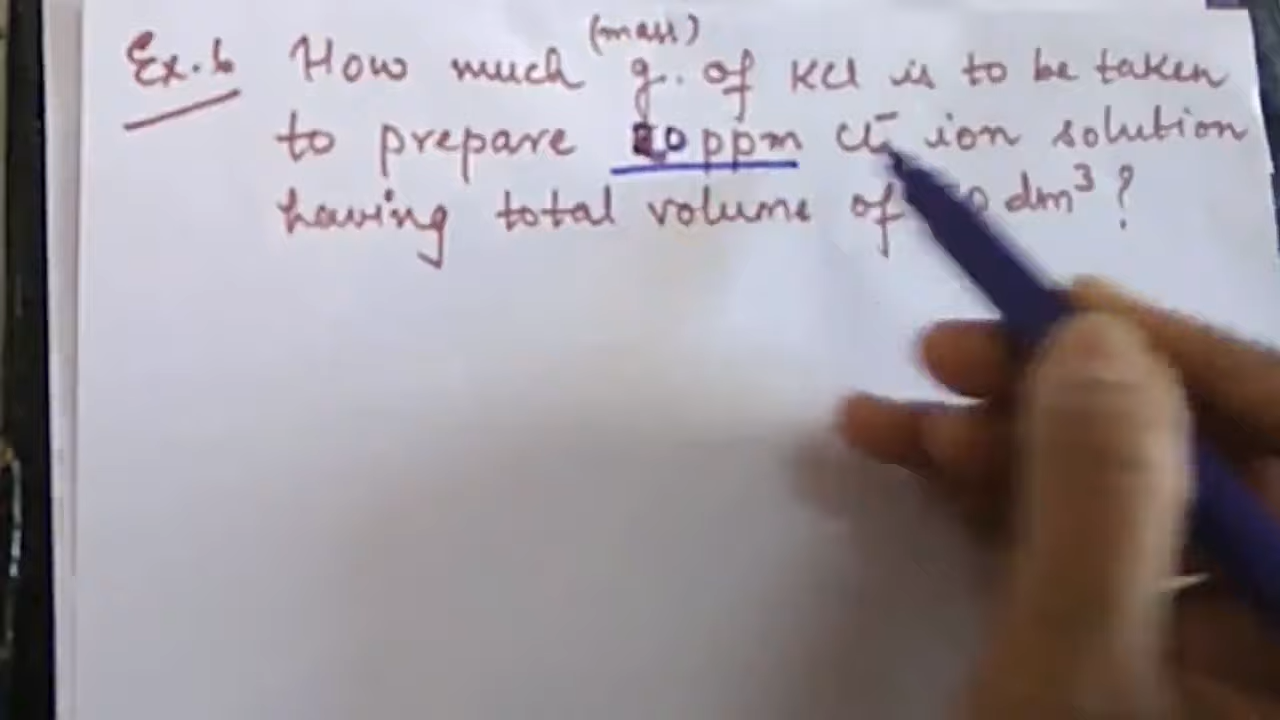 (mass)
Ex.6 How much g. of KCl is to be taken
to prepare ppm Cl⁻ ion solution
having total volume of dm³ ?